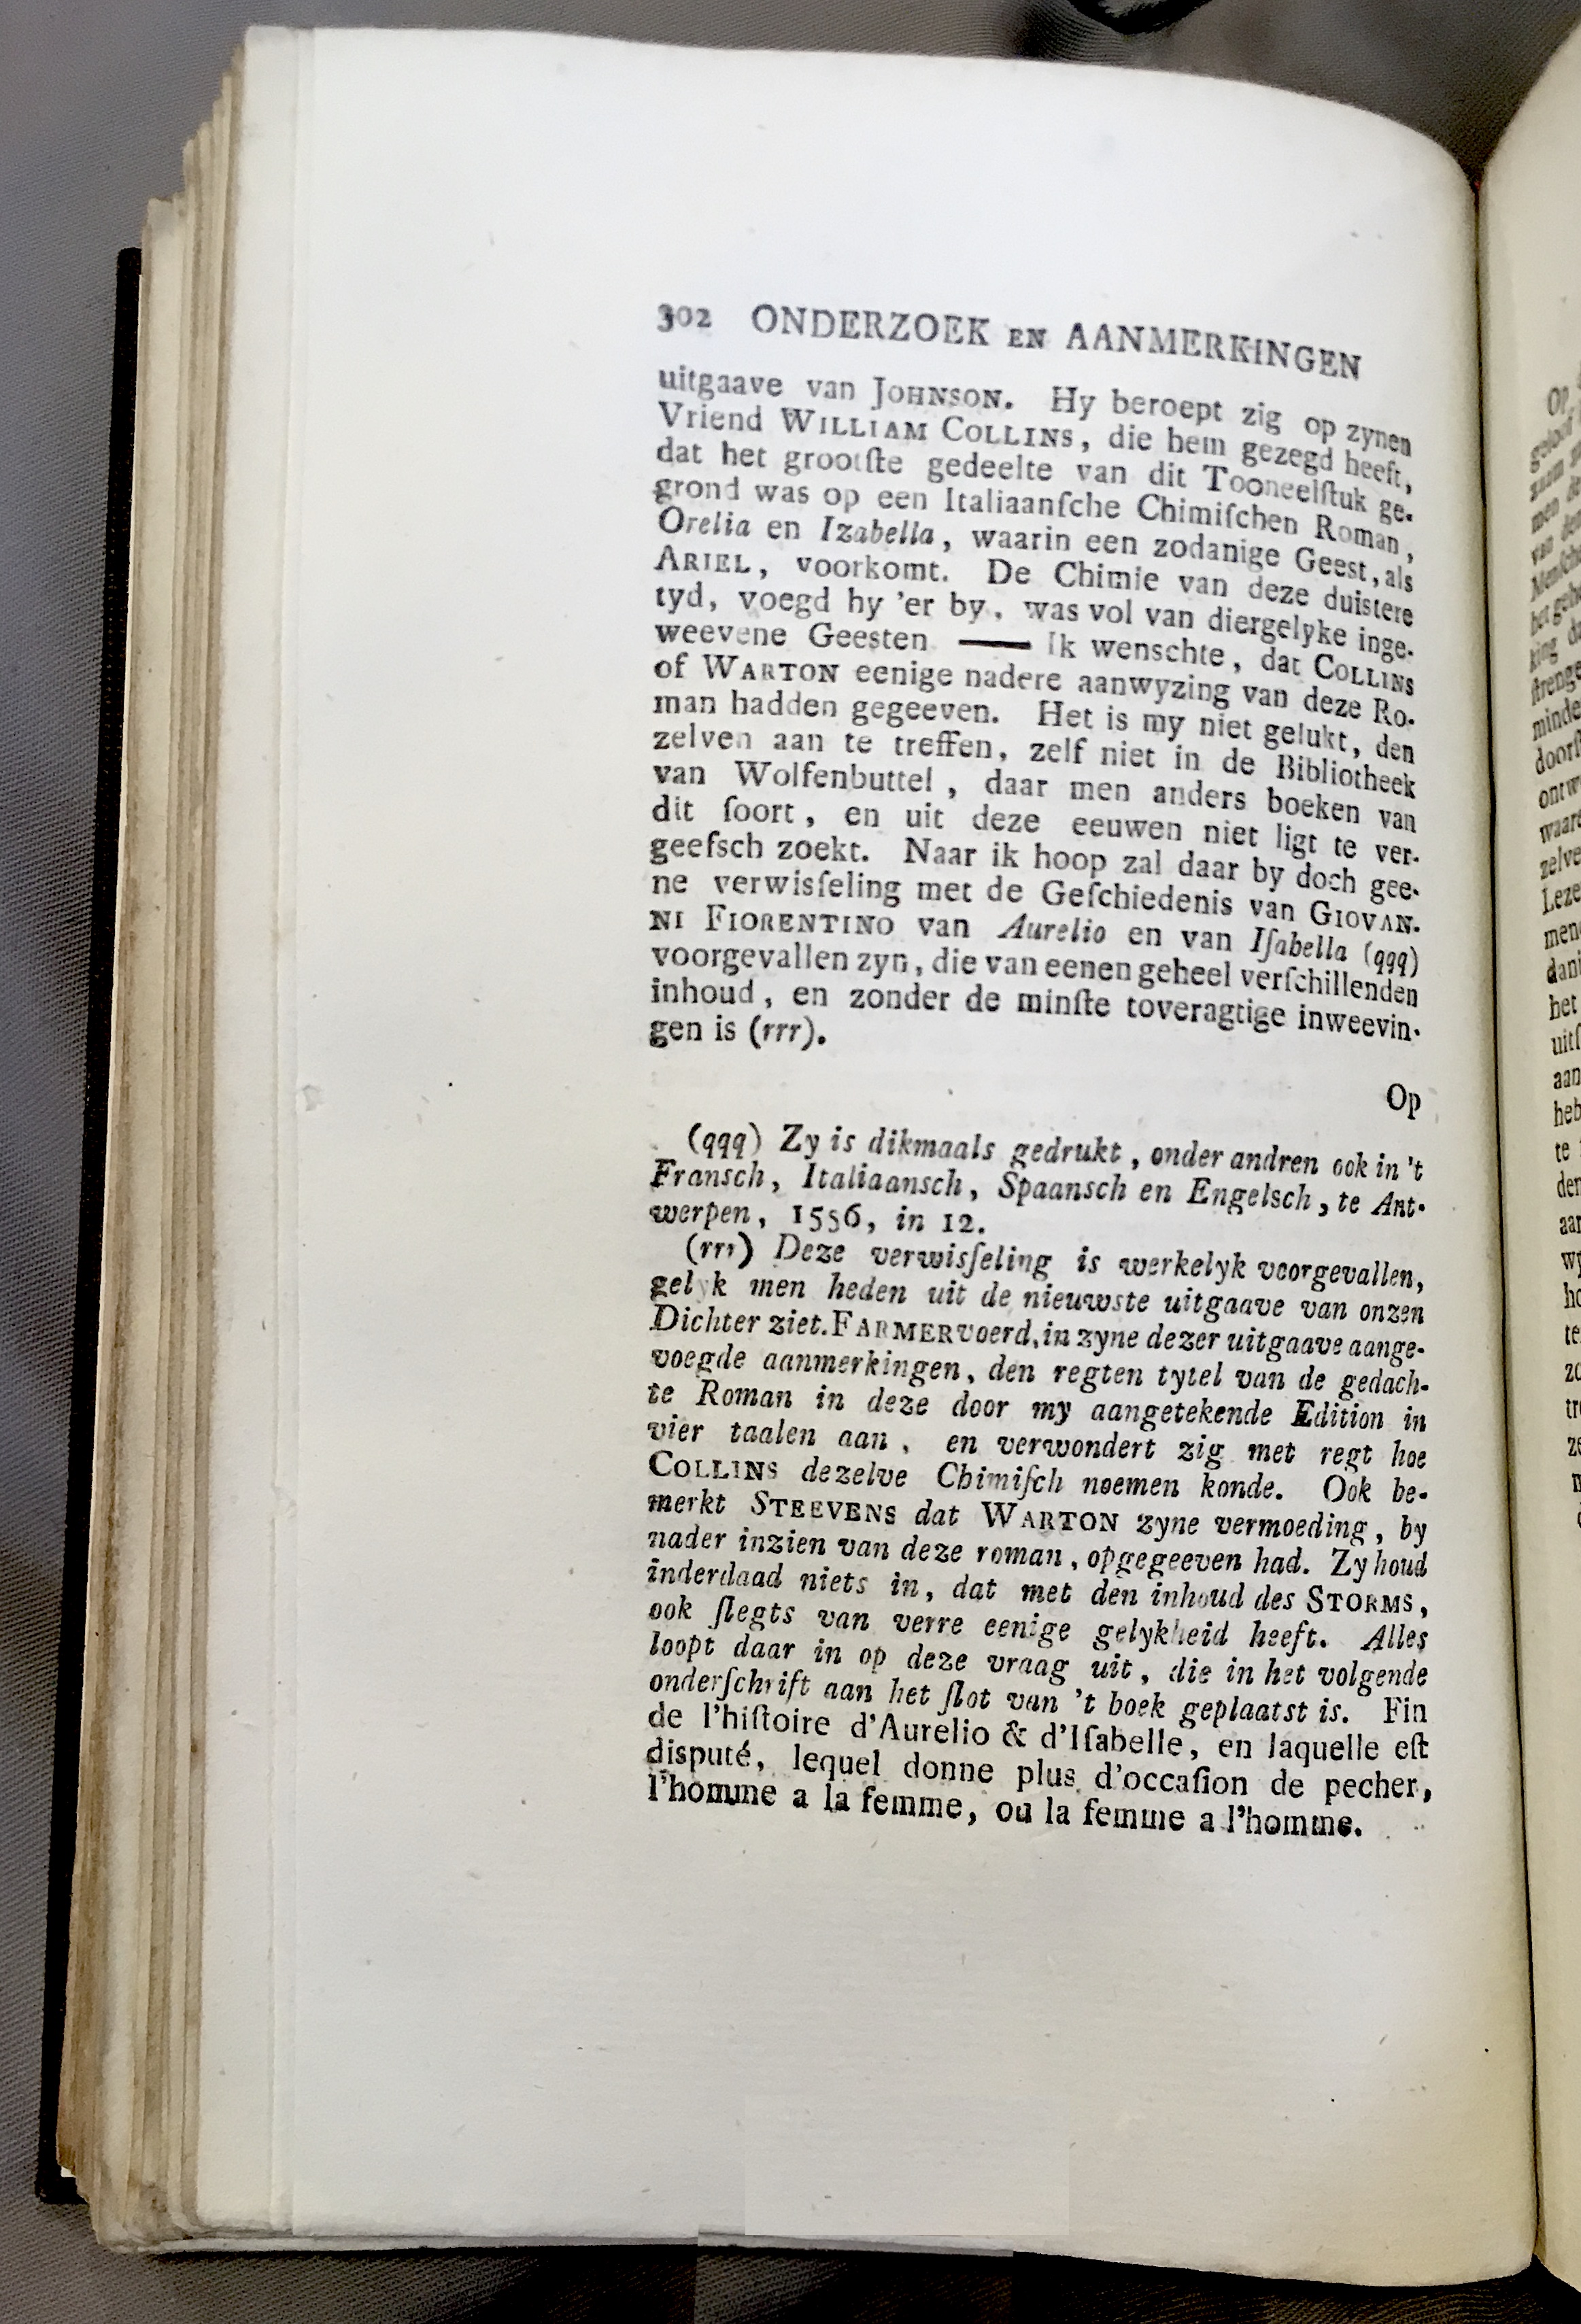 302 ONDERZOEK EN AANMERKINGEN
uitgaave van JOHNSON. Hy beroept zig op zynen
Vriend WILLIAM COLLINS, die hem gezegd heeft,
dat het grootſte gedeelte van dit Tooneelſtuk ge-
grond was op een Italiaanſche Chimiſchen Roman,
Orelia en Izabella, waarin een zodanige Geest, als
ARIEL, voorkomt. De Chimie van deze duistere
tyd, voegd hy 'er by, was vol van diergelyke inge-
weevene Geesten —— Ik wenschte, dat COLLINS
of WARTON eenige nadere aanwyzing van deze Ro-
man hadden gegeeven. Het is my niet gelukt, den
zelven aan te treffen, zelf niet in de Bibliotheek
van Wolfenbuttel, daar men anders boeken van
dit ſoort, en uit deze eeuwen niet ligt te ver-
geefsch zoekt. Naar ik hoop zal daar by doch gee-
ne verwisſeling met de Geſchiedenis van GIOVAN-
NI FIORENTINO van Aurelio en van Iſabella (qqq)
voorgevallen zyn, die van eenen geheel verſchillenden
inhoud, en zonder de minſte toveragtige inweevin-
gen is (rrr).
Op
(qqq) Zy is dikmaals gedrukt, onder andren ook in 't
Fransch, Italiaansch, Spaansch en Engelsch, te Ant-
werpen, 1556, in 12.
(rrr) Deze verwisſeling is werkelyk voorgevallen,
gelyk men heden uit de nieuwste uitgaave van onzen
Dichter ziet. FARMER voerd, in zyne dezer uitgaave aange-
voegde aanmerkingen, den regten tytel van de gedach-
te Roman in deze door my aangetekende Edition in
vier taalen aan, en verwondert zig met regt hoe
COLLINS dezelve Chimiſch noemen konde. Ook be-
merkt STEEVENS dat WARTON zyne vermoeding, by
nader inzien van deze roman, opgegeeven had. Zy houd
inderdaad niets in, dat met den inhoud des STORMS,
ook ſlegts van verre eenige gelykheid heeft. Alles
loopt daar in op deze vraag uit, die in het volgende
onderſchrift aan het ſlot van 't boek geplaatst is. Fin
de l'hiſtoire d'Aurelio & d'Iſabelle, en laquelle eſt
disputé, lequel donne plus d'occaſion de pecher,
l'homme a la femme, ou la femme a l'homme.